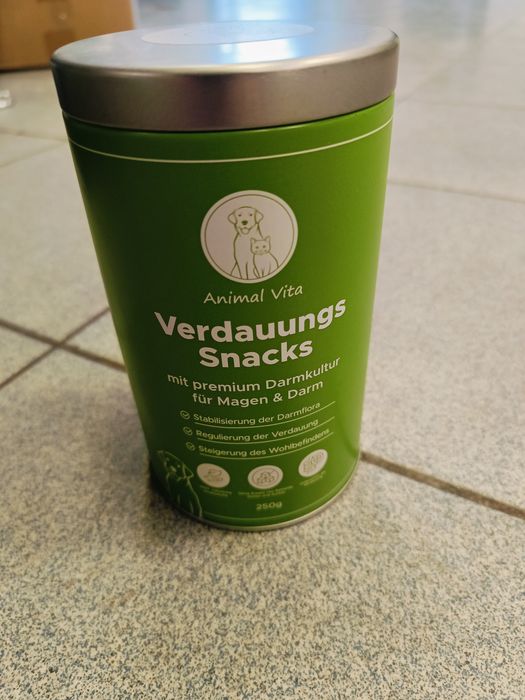 Animal Vita
Verdauungs
Snacks
mit premium Darmkultur
für Magen & Darm
Stabilisierung der Darmflora
Regulierung der Verdauung
Steigerung des Wohlbefindens
250g